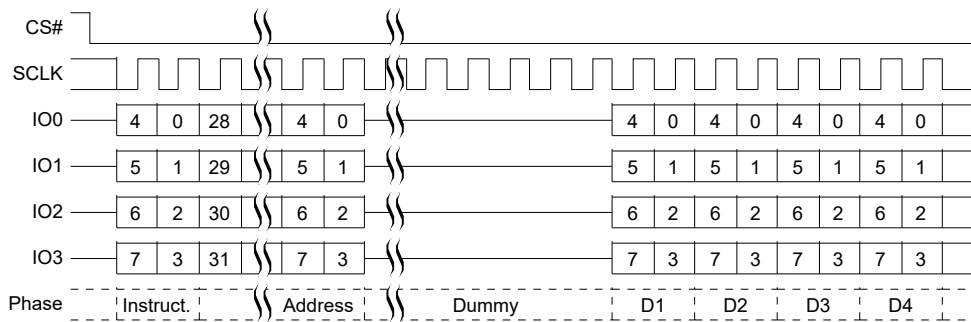 CS#
SCLK
IO0 4 0 28 4 0 4 0 4 0 4 0 4 0
IO1 5 1 29 5 1 5 1 5 1 5 1 5 1
IO2 6 2 30 6 2 6 2 6 2 6 2 6 2
IO3 7 3 31 7 3 7 3 7 3 7 3 7 3
Phase Instruct. Address Dummy D1 D2 D3 D4